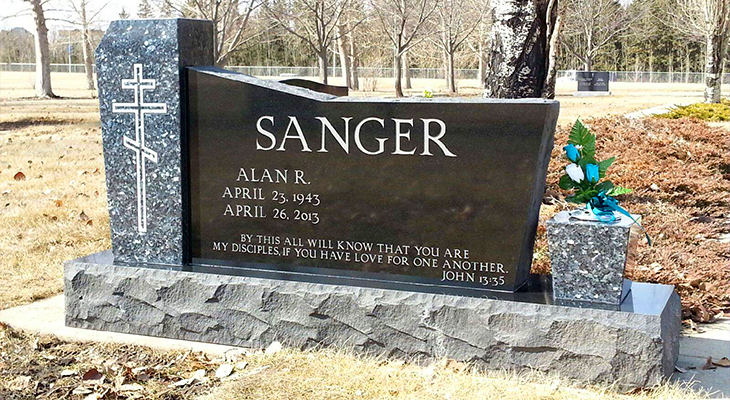 SANGER
ALAN R.
APRIL 23, 1943
APRIL 26, 2013
BY THIS ALL WILL KNOW THAT YOU ARE
MY DISCIPLES, IF YOU HAVE LOVE FOR ONE ANOTHER.
JOHN 13:35